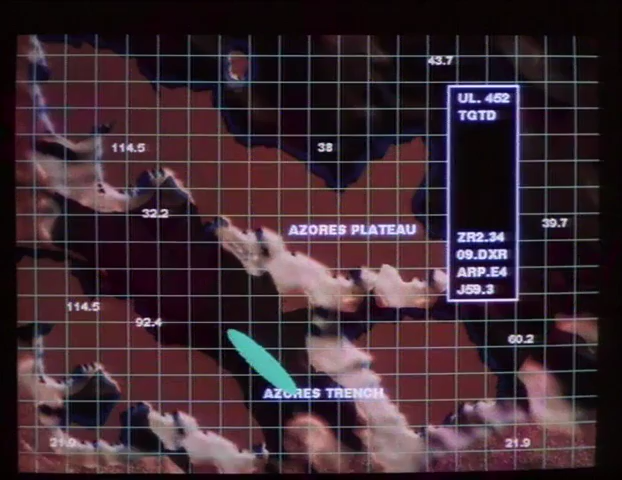 43.7
UL. 452
TGTD
114.5
38
32.2
39.7
AZORES PLATEAU
ZR2.34
09.DXR
ARP.E4
J59.3
114.5
92.4
60.2
AZORES TRENCH
21.9
21.9